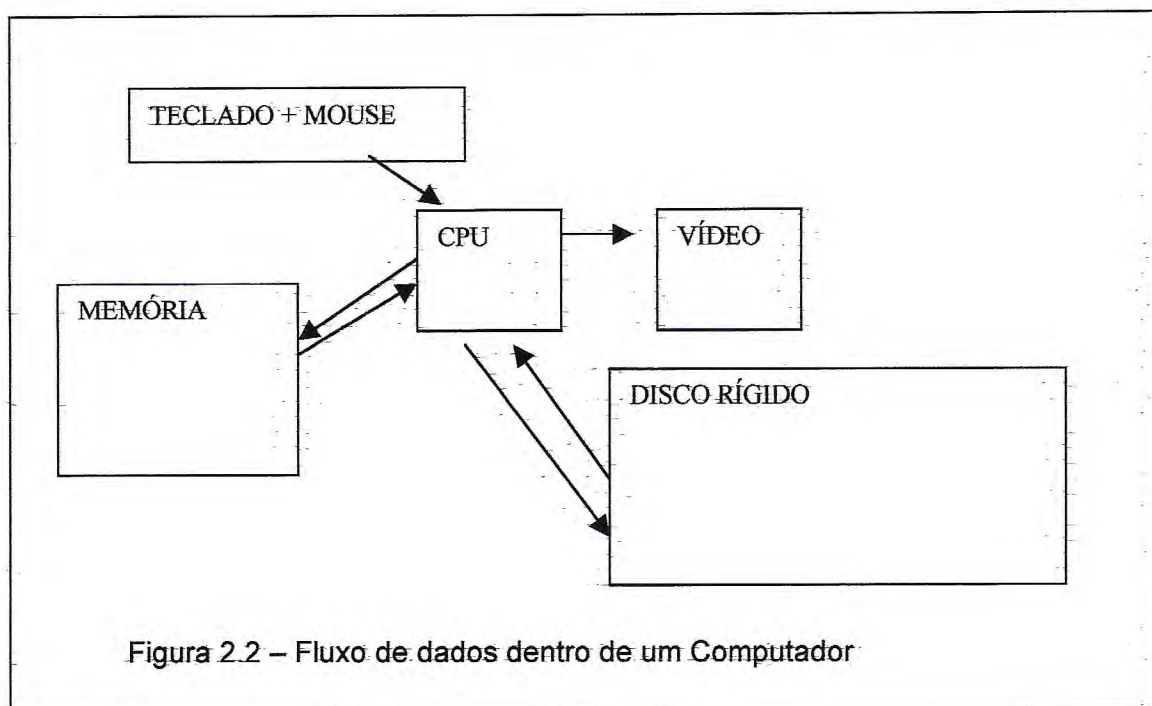 TECLADO + MOUSE
CPU
VÍDEO
MEMÓRIA
DISCO RÍGIDO
Figura 2.2 – Fluxo de dados dentro de um Computador